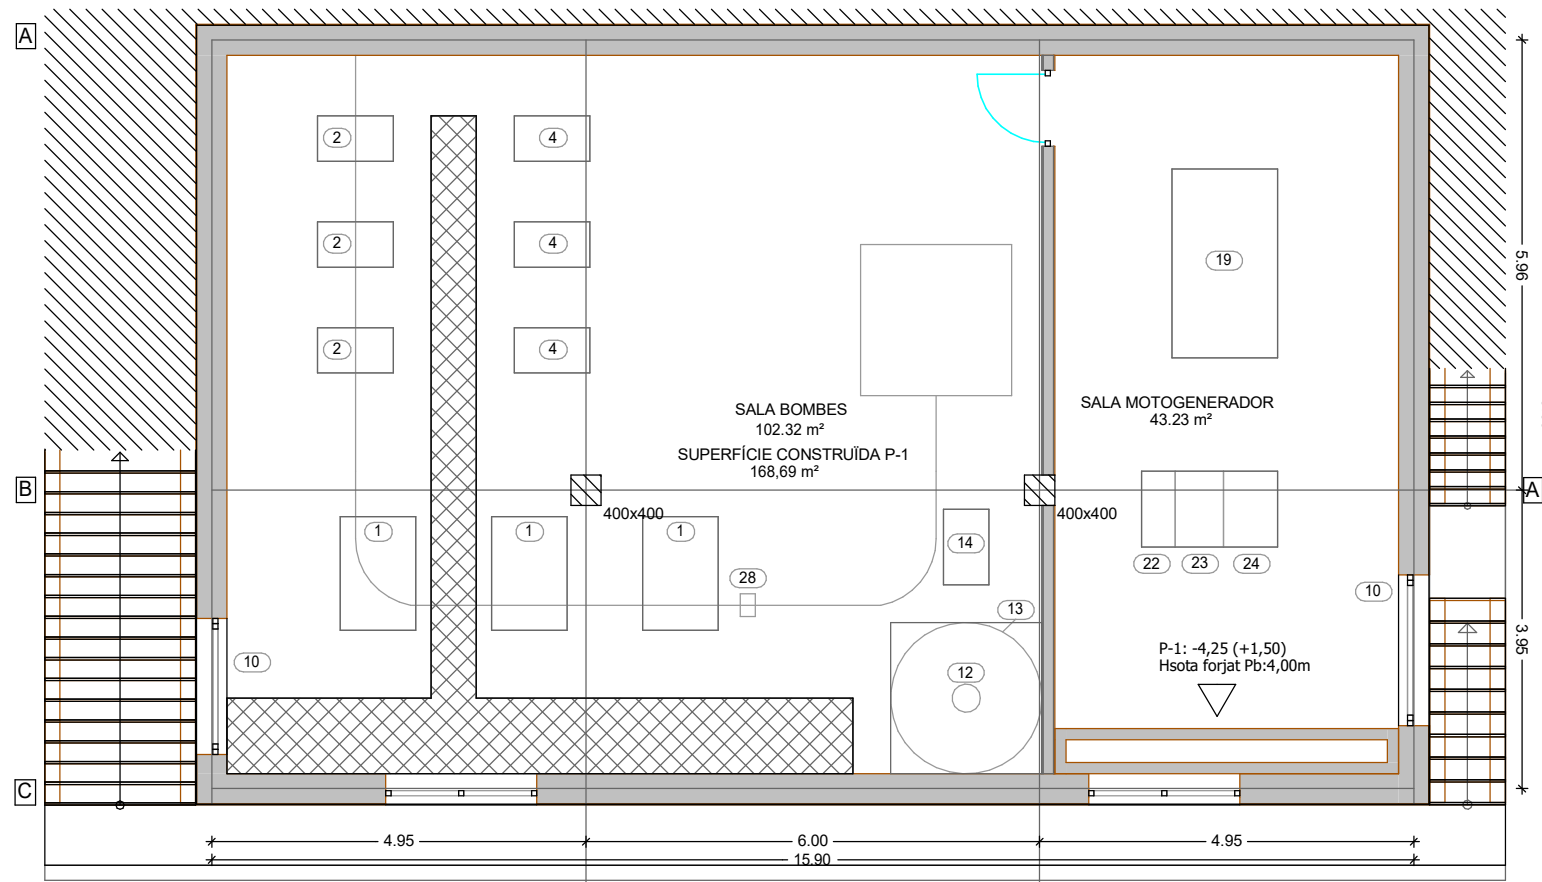 A
2
4
2
4
19
5.96
2
4
SALA BOMBES
102.32 m²
SUPERFÍCIE CONSTRUÏDA P-1
168,69 m²
SALA MOTOGENERADOR
43.23 m²
B
A
400x400
400x400
1
1
1
14
28
22
23
24
10
13
3.95
10
12
P-1: -4,25 (+1,50)
Hsota forjat Pb:4,00m
C
4.95
6.00
4.95
15.90